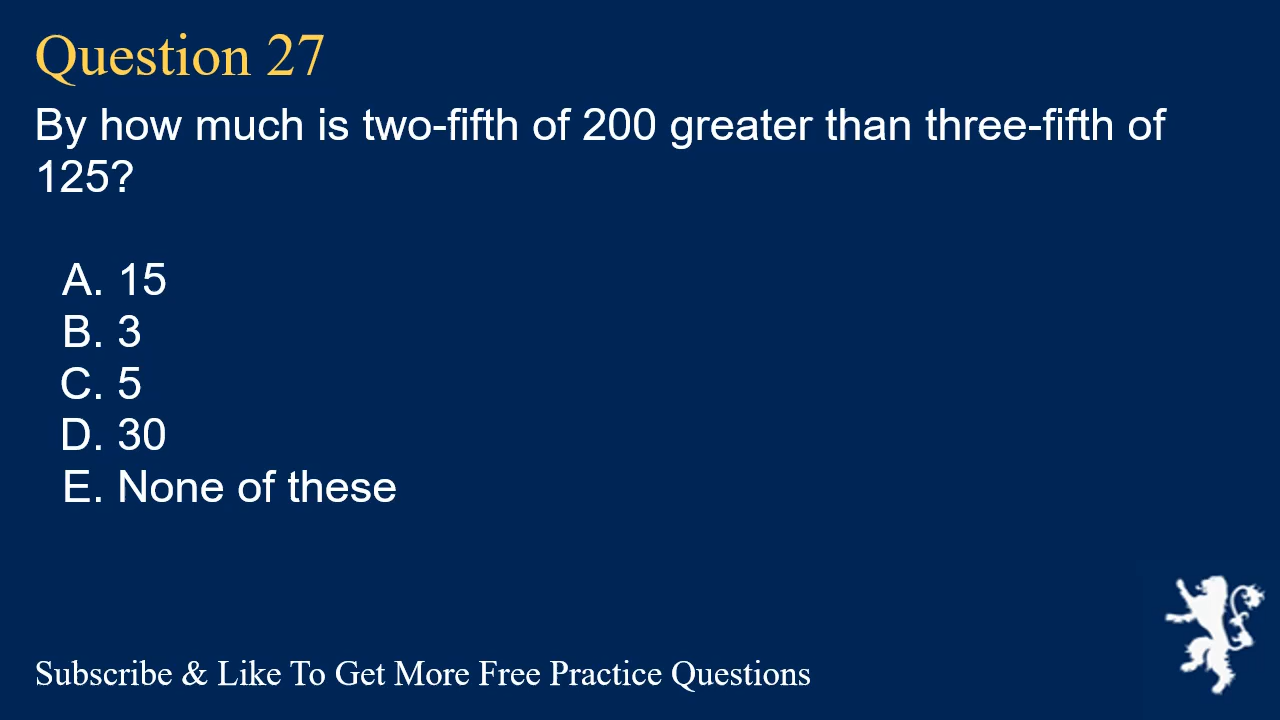 Question 27
By how much is two-fifth of 200 greater than three-fifth of
125?
A. 15
B. 3
C. 5
D. 30
E. None of these
Subscribe & Like To Get More Free Practice Questions